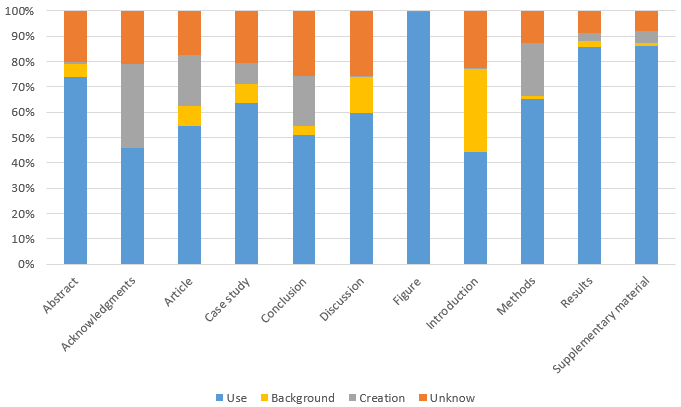 100%
90%
80%
70%
60%
50%
40%
30%
20%
10%
0%
Abstract
Acknowledgments
Article
Case study
Conclusion
Discussion
Figure
Introduction
Methods
Results
Supplementary material
Use Background Creation Unknow